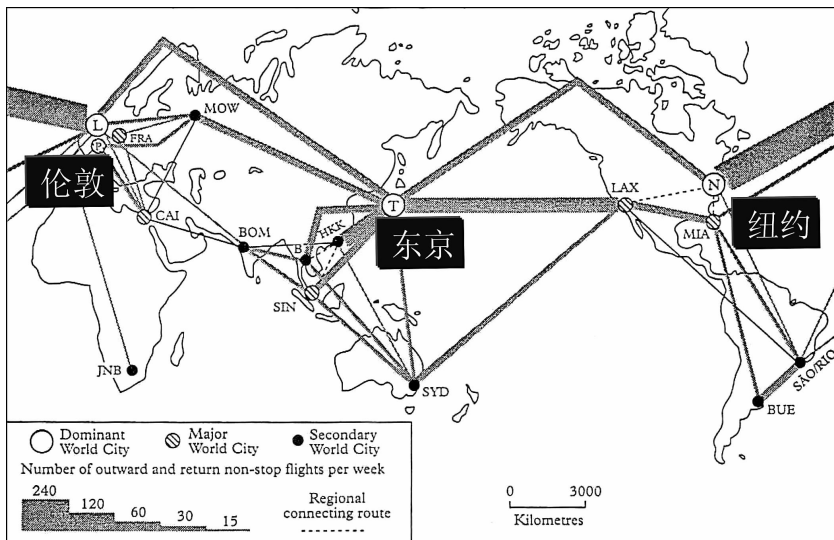 L
MOW
FRA
P
伦敦
CAI
BOM
B
HKK
T
东京
SIN
LAX
N
MIA
纽约
JNB
SYD
SÃO/RIO
BUE
Dominant
World City
Major
World City
Secondary
World City
Number of outward and return non-stop flights per week
240
120
60
30
15
Regional
connecting route
0 3000
Kilometres